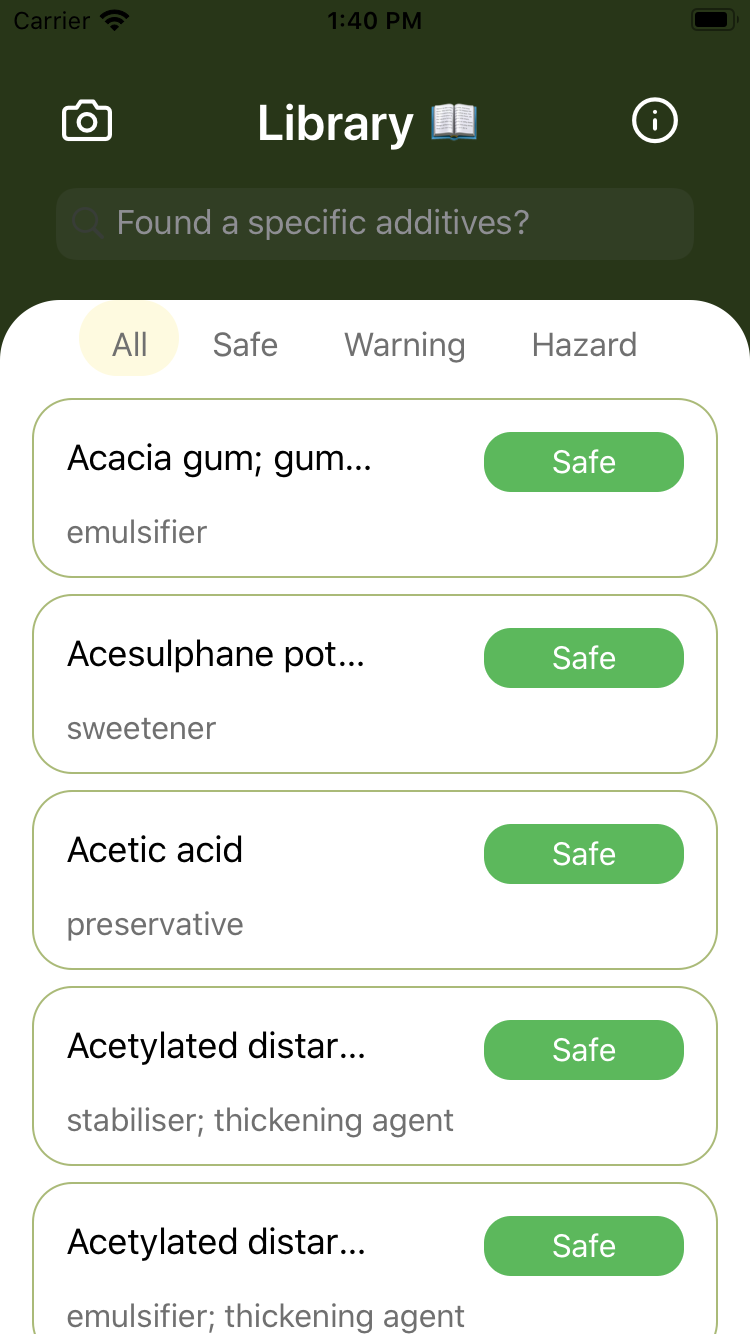 Carrier 1:40 PM
Library 📖
Found a specific additives?
All Safe Warning Hazard
Acacia gum; gum... Safe
emulsifier
Acesulphane pot... Safe
sweetener
Acetic acid Safe
preservative
Acetylated distar... Safe
stabiliser; thickening agent
Acetylated distar... Safe
emulsifier; thickening agent